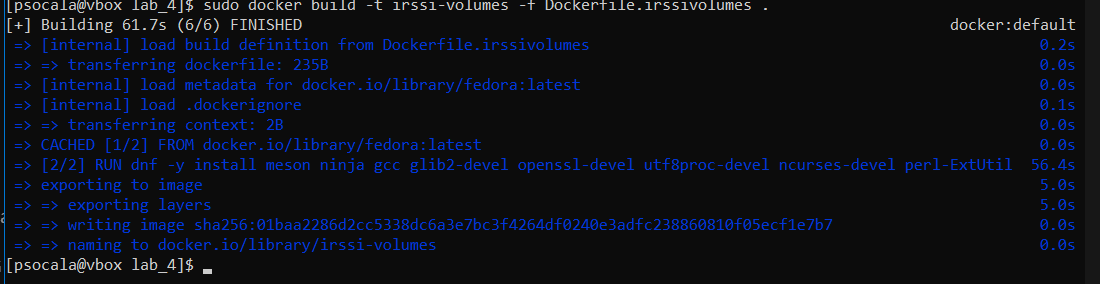 [psocala@vbox lab_4]$ sudo docker build -t irssi-volumes -f Dockerfile.irssivolumes .
[+] Building 61.7s (6/6) FINISHED docker:default
=> [internal] load build definition from Dockerfile.irssivolumes 0.2s
=> => transferring dockerfile: 235B 0.0s
=> [internal] load metadata for docker.io/library/fedora:latest 0.0s
=> [internal] load .dockerignore 0.1s
=> => transferring context: 2B 0.0s
=> CACHED [1/2] FROM docker.io/library/fedora:latest 0.0s
=> [2/2] RUN dnf -y install meson ninja gcc glib2-devel openssl-devel utf8proc-devel ncurses-devel perl-ExtUtil 56.4s
=> exporting to image 5.0s
=> => exporting layers 5.0s
=> => writing image sha256:01baa2286d2cc5338dc6a3e7bc3f4264df0240e3adfc238860810f05ecf1e7b7 0.0s
=> => naming to docker.io/library/irssi-volumes 0.0s
[psocala@vbox lab_4]$